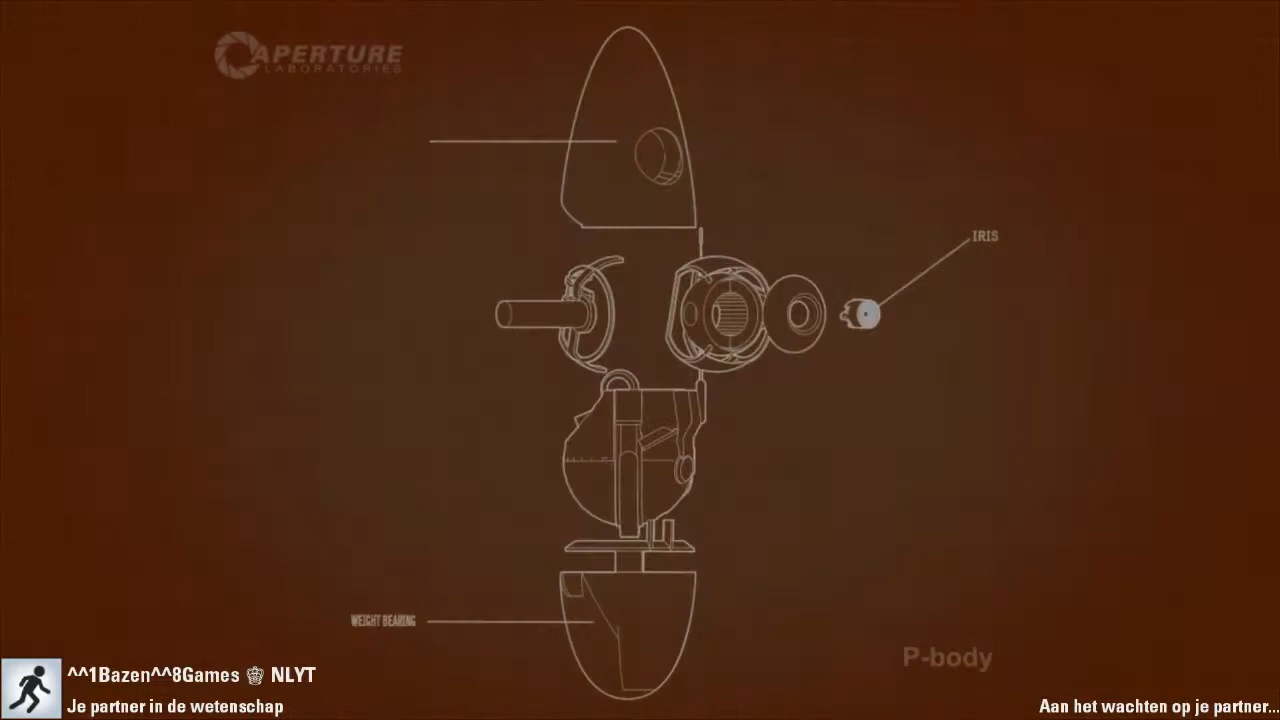 APERTURE
LABORATORIES
IRIS
WEIGHT BEARING
P-body
^^1Bazen^^8Games ♚ NLYT
Je partner in de wetenschap
Aan het wachten op je partner...